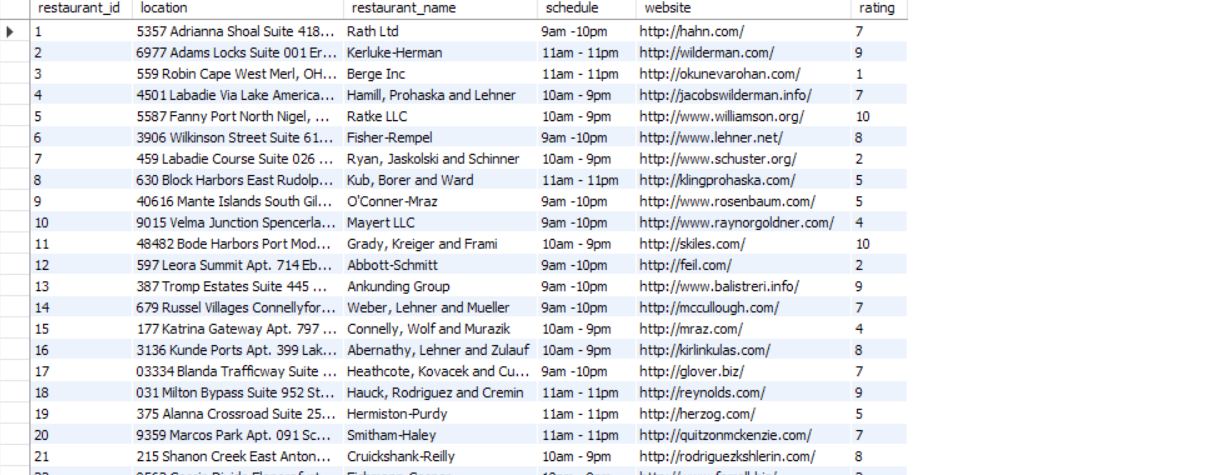 restaurant_id location restaurant_name schedule website rating
1 5357 Adrianna Shoal Suite 418... Rath Ltd 9am -10pm http://hahn.com/ 7
2 6977 Adams Locks Suite 001 Er... Kerluke-Herman 11am - 11pm http://wilderman.com/ 9
3 559 Robin Cape West Merl, OH... Berge Inc 11am - 11pm http://okunevarohan.com/ 1
4 4501 Labadie Via Lake America... Hamill, Prohaska and Lehner 10am - 9pm http://jacobswilderman.info/ 7
5 5587 Fanny Port North Nigel, ... Ratke LLC 10am - 9pm http://www.williamson.org/ 10
6 3906 Wilkinson Street Suite 61... Fisher-Rempel 9am -10pm http://www.lehner.net/ 8
7 459 Labadie Course Suite 026 ... Ryan, Jaskolski and Schinner 10am - 9pm http://www.schuster.org/ 2
8 630 Block Harbors East Rudolp... Kub, Borer and Ward 11am - 11pm http://klingprohaska.com/ 5
9 40616 Mante Islands South Gil... O'Conner-Mraz 9am -10pm http://www.rosenbaum.com/ 5
10 9015 Velma Junction Spencerla... Mayert LLC 9am -10pm http://www.raynorgoldner.com/ 4
11 48482 Bode Harbors Port Mod... Grady, Kreiger and Frami 10am - 9pm http://skiles.com/ 10
12 597 Leora Summit Apt. 714 Eb... Abbott-Schmitt 9am -10pm http://feil.com/ 2
13 387 Tromp Estates Suite 445 ... Ankunding Group 9am -10pm http://www.balistreri.info/ 9
14 679 Russel Villages Connellyfor... Weber, Lehner and Mueller 9am -10pm http://mccullough.com/ 7
15 177 Katrina Gateway Apt. 797 ... Connelly, Wolf and Murazik 10am - 9pm http://mraz.com/ 4
16 3136 Kunde Ports Apt. 399 Lak... Abernathy, Lehner and Zulauf 10am - 9pm http://kirlinkulas.com/ 8
17 03334 Blanda Trafficway Suite ... Heathcote, Kovacek and Cu... 9am -10pm http://glover.biz/ 7
18 031 Milton Bypass Suite 952 St... Hauck, Rodriguez and Cremin 11am - 11pm http://reynolds.com/ 9
19 375 Alanna Crossroad Suite 25... Hermiston-Purdy 11am - 11pm http://herzog.com/ 5
20 9359 Marcos Park Apt. 091 Sc... Smitham-Haley 11am - 11pm http://quitzonmckenzie.com/ 7
21 215 Shanon Creek East Anton... Cruickshank-Reilly 10am - 9pm http://rodriguezkshlerin.com/ 8